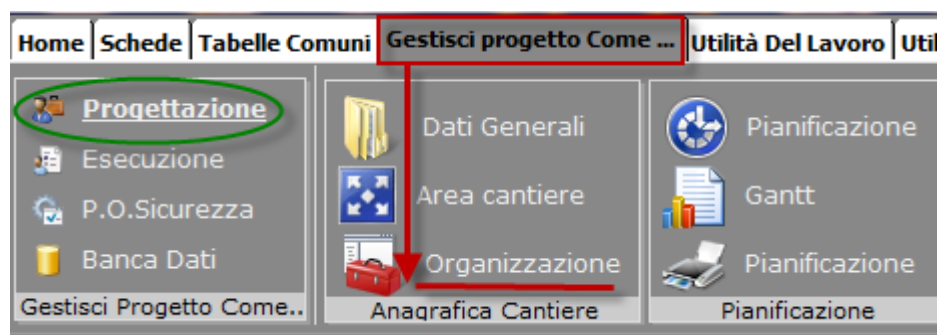 Home Schede Tabelle Comuni Gestisci progetto Come ... Utilità Del Lavoro Util
Progettazione Dati Generali Pianificazione
Esecuzione Area cantiere Gantt
P.O.Sicurezza Organizzazione Pianificazione
Banca Dati
Gestisci Progetto Come.. Anagrafica Cantiere Pianificazione